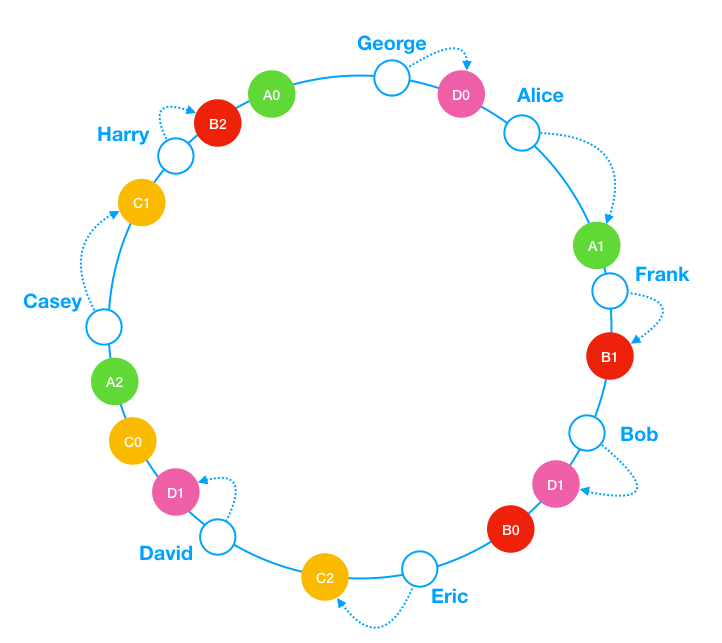 George
A0
D0
Alice
B2
Harry
C1
A1
Frank
Casey
B1
A2
C0
Bob
D1
D1
B0
David
C2
Eric